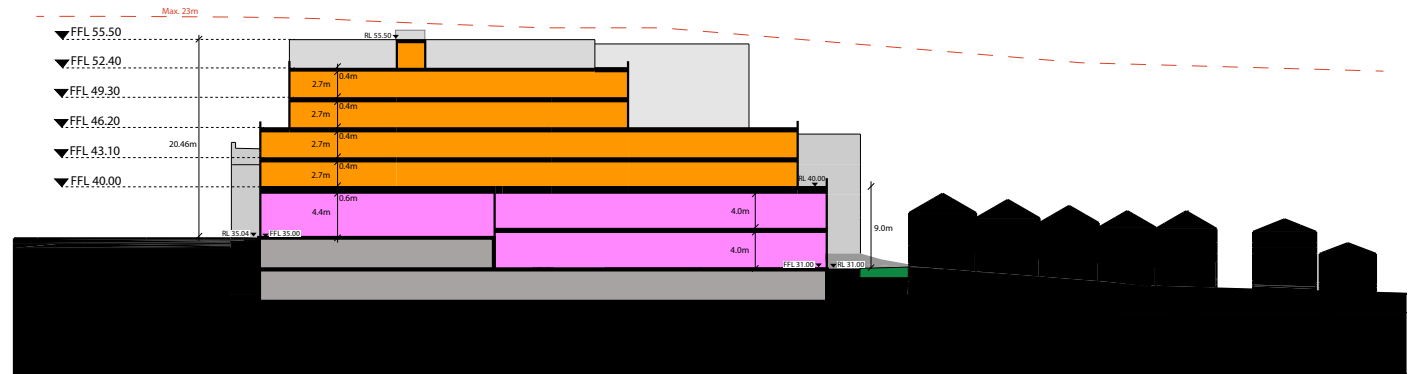 Max. 23m
FFL 55.50
RL 55.50
FFL 52.40
0.4m
2.7m
FFL 49.30
0.4m
2.7m
FFL 46.20
0.4m
20.46m
2.7m
FFL 43.10
0.4m
2.7m
FFL 40.00
RL 40.00
0.6m
4.4m
4.0m
9.0m
RL 35.04
FFL 35.00
4.0m
FFL 31.00
RL 31.00